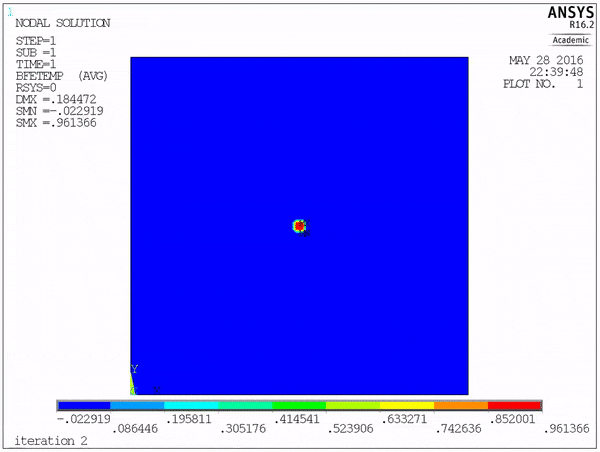 1
NODAL SOLUTION
STEP=1
SUB =1
TIME=1
BFETEMP (AVG)
RSYS=0
DMX =.184472
SMN =-.022919
SMX =.961366
ANSYS
R16.2
Academic
MAY 28 2016
22:39:48
PLOT NO. 1
Y
X
-.022919 .195811 .414541 .633271 .852001
.086446 .305176 .523906 .742636 .961366
iteration 2